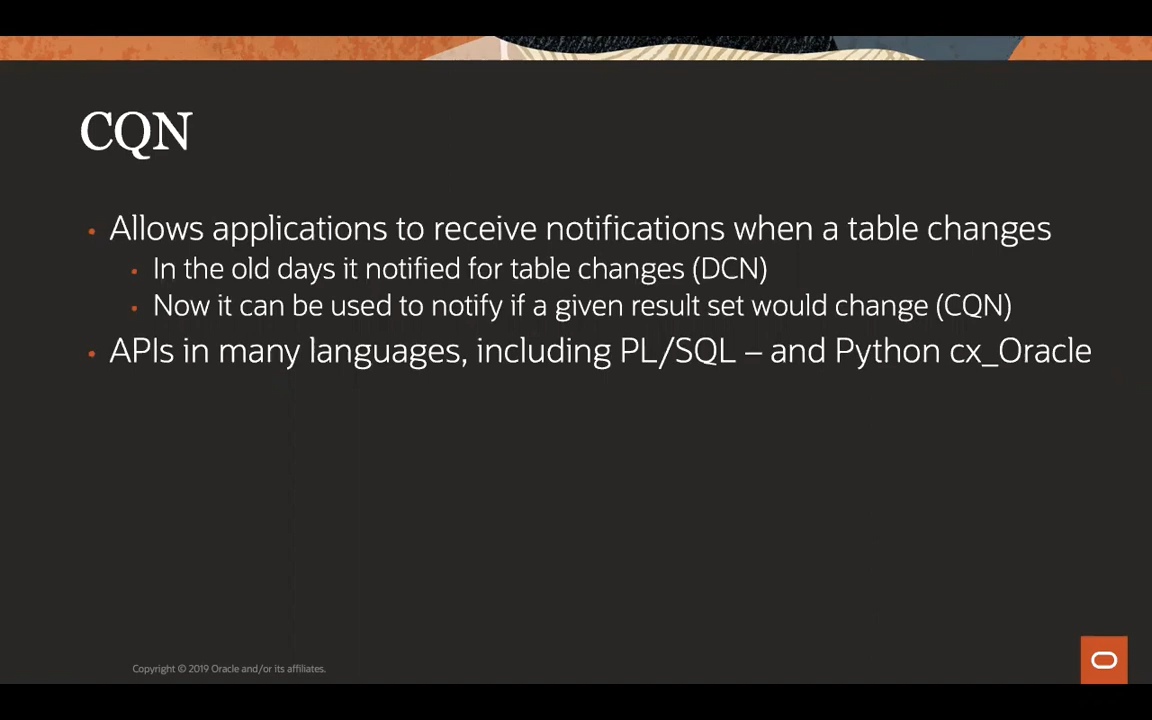 CQN
• Allows applications to receive notifications when a table changes
• In the old days it notified for table changes (DCN)
• Now it can be used to notify if a given result set would change (CQN)
• APIs in many languages, including PL/SQL – and Python cx_Oracle
Copyright © 2019 Oracle and/or its affiliates.